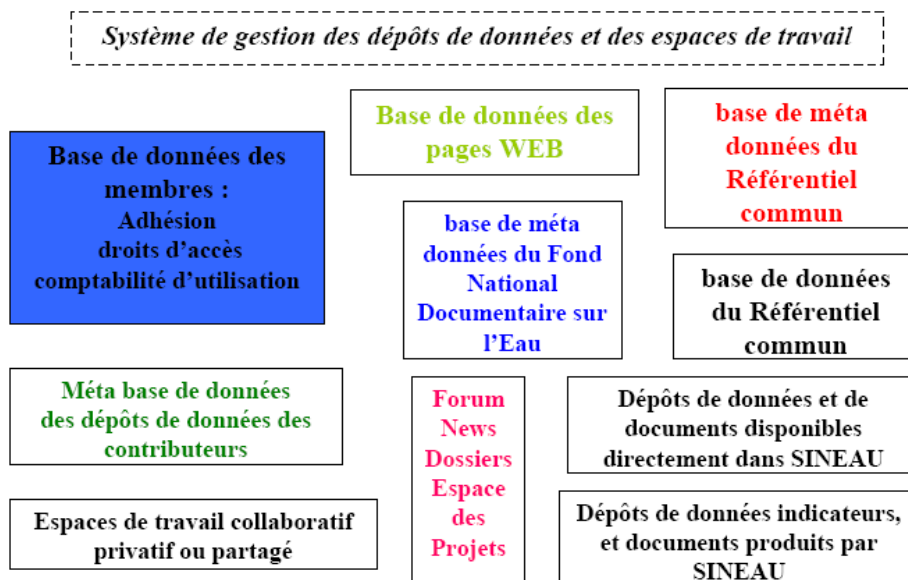 Système de gestion des dépôts de données et des espaces de travail
Base de données des
membres :
Adhésion
droits d'accès
comptabilité d'utilisation
Base de données des
pages WEB
base de méta
données du
Référentiel
commun
base de méta
données du Fond
National
Documentaire sur
l'Eau
base de données
du Référentiel
commun
Méta base de données
des dépôts de données des
contributeurs
Forum
News
Dossiers
Espace
des
Projets
Dépôts de données et de
documents disponibles
directement dans SINEAU
Espaces de travail collaboratif
privatif ou partagé
Dépôts de données indicateurs,
et documents produits par
SINEAU